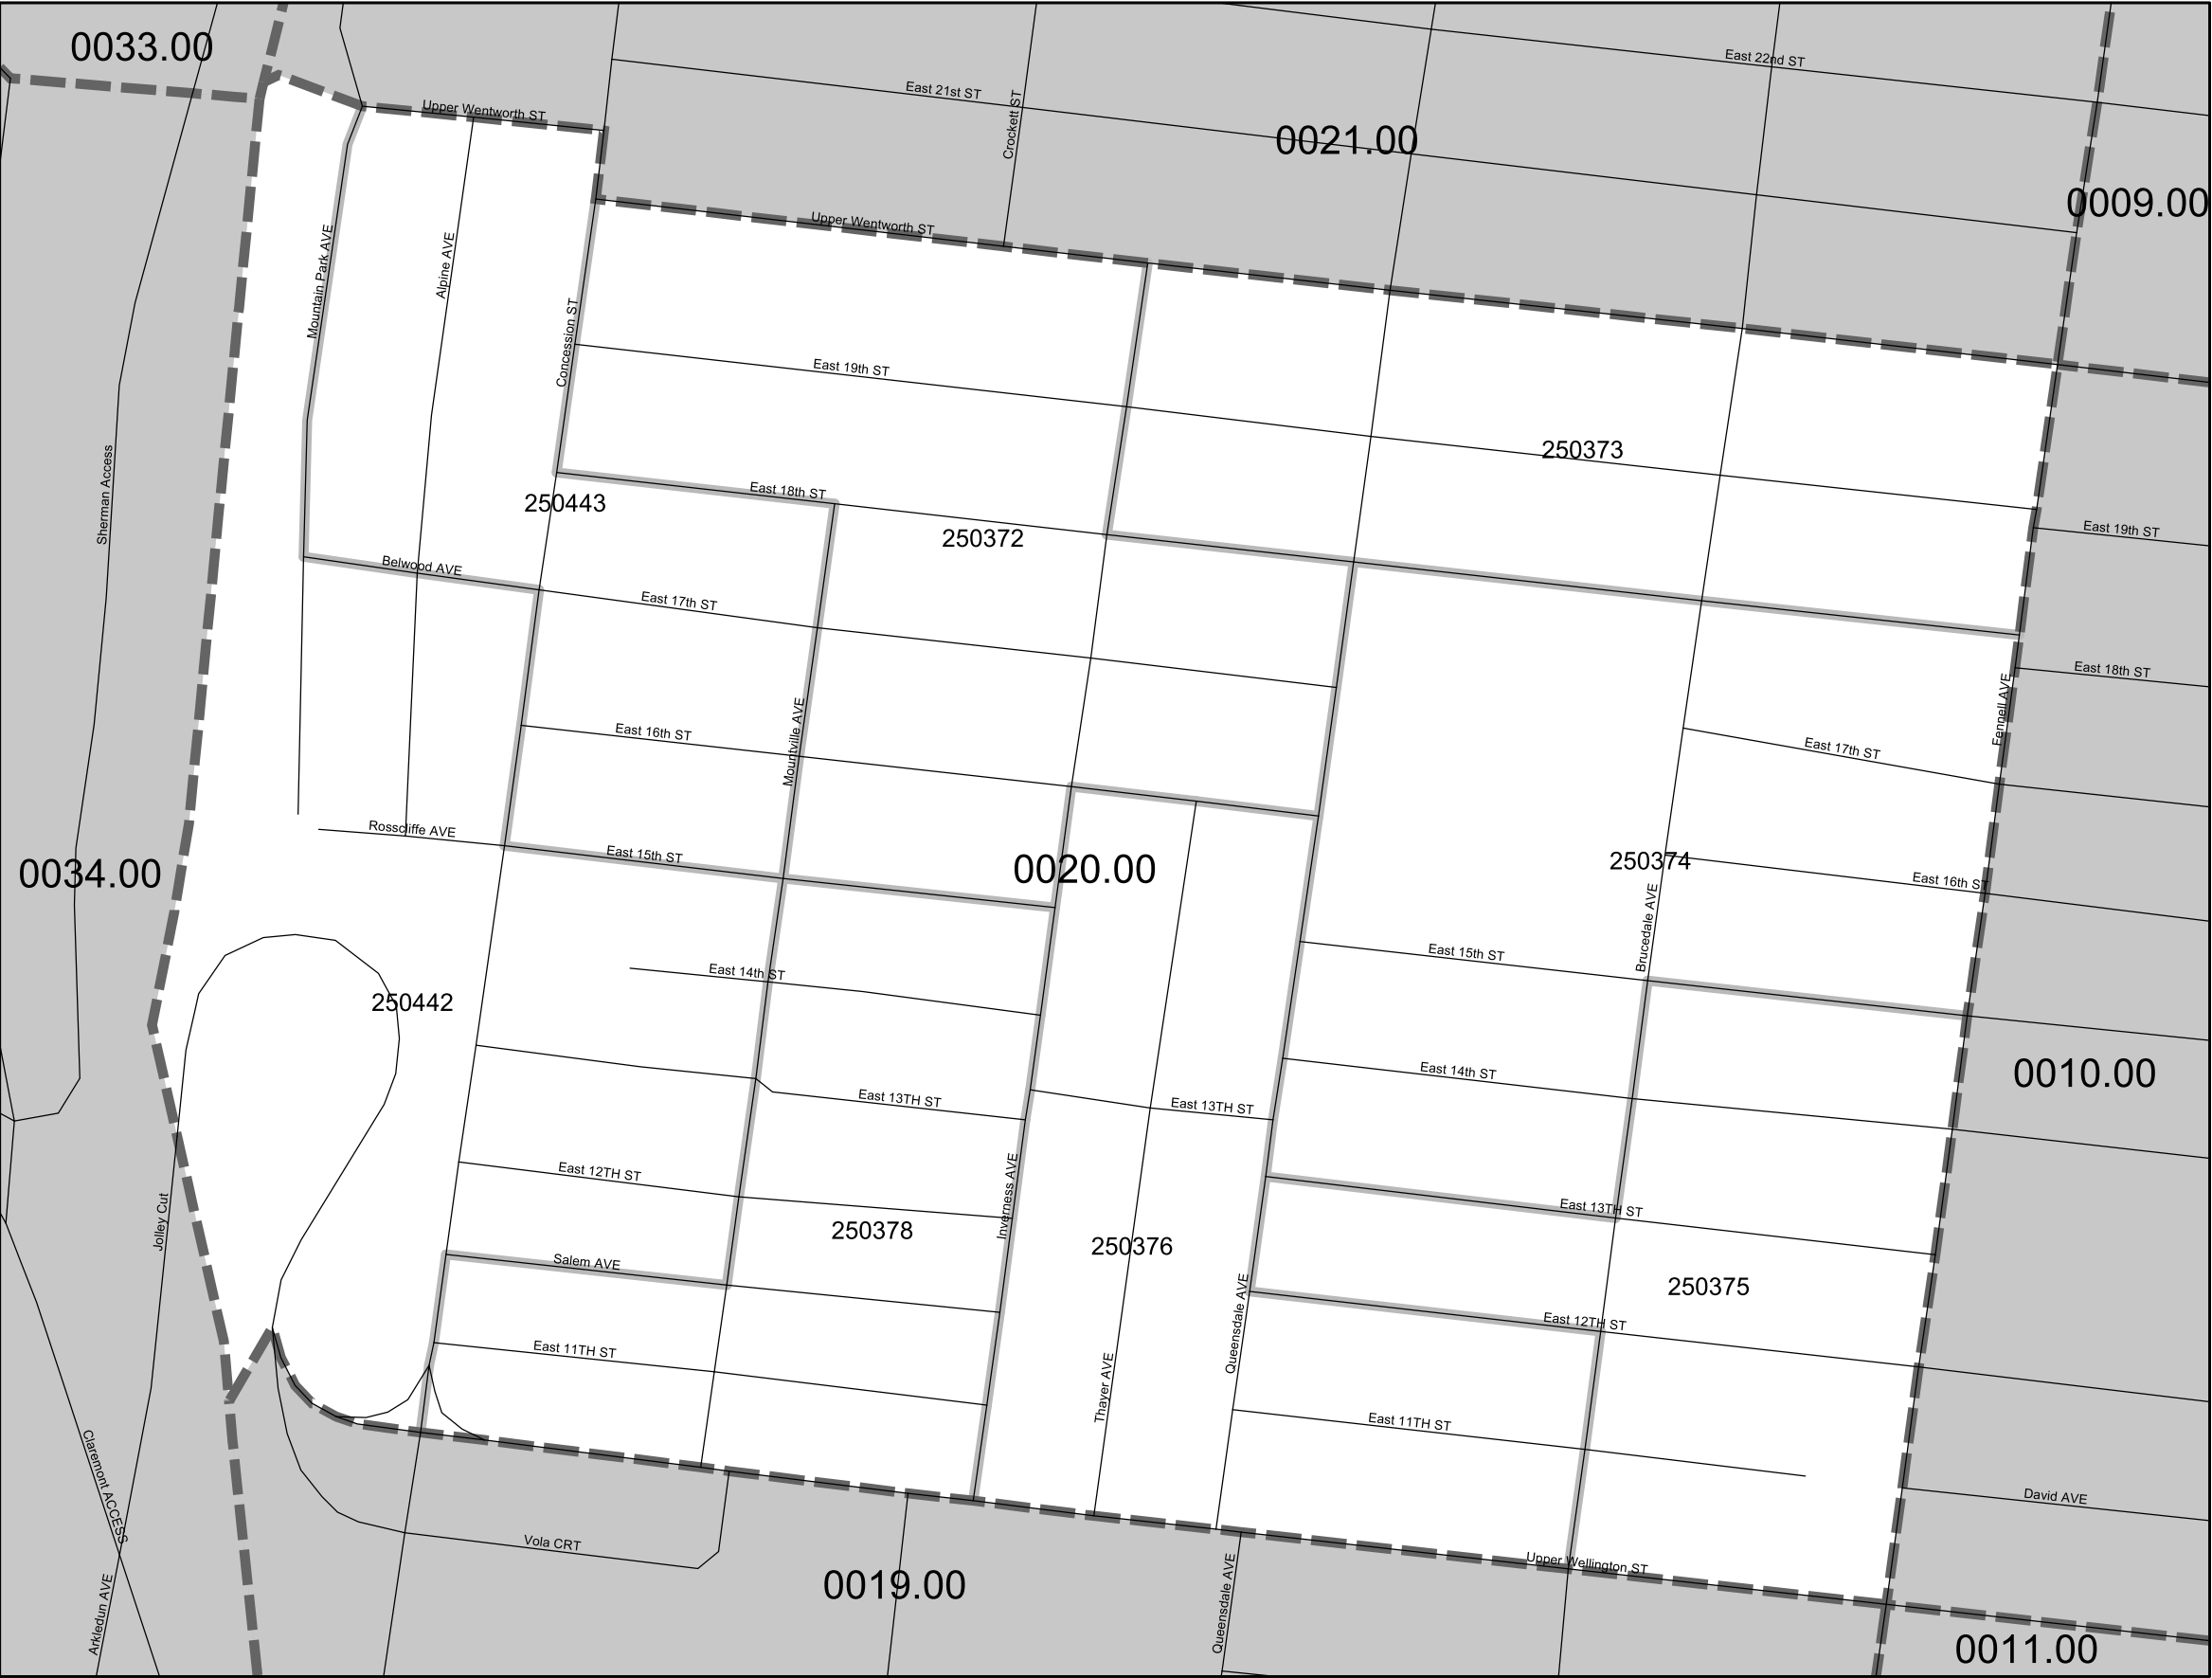 0033.00
East 22nd ST
East 21st ST
Upper Wentworth ST
Crockett ST
0021.00
0009.00
Upper Wentworth ST
Mountain Park AVE
Alpine AVE
Concession ST
East 19th ST
250373
Sherman Access
East 18th ST
250443
250372
East 19th ST
Belwood AVE
East 17th ST
East 18th ST
Fennell AVE
East 16th ST
Mountville AVE
East 17th ST
Rosscliffe AVE
East 15th ST
0034.00
0020.00
250374
East 16th ST
Brucedale AVE
East 15th ST
East 14th ST
250442
East 14th ST
0010.00
East 13TH ST
East 13TH ST
East 12TH ST
Inverness AVE
Jolley Cut
250378
250376
East 13TH ST
Salem AVE
Queensdale AVE
250375
East 12TH ST
East 11TH ST
Thayer AVE
East 11TH ST
Claremont ACCESS
David AVE
Vola CRT
Upper Wellington ST
0019.00
Queensdale AVE
Arkledun AVE
0011.00